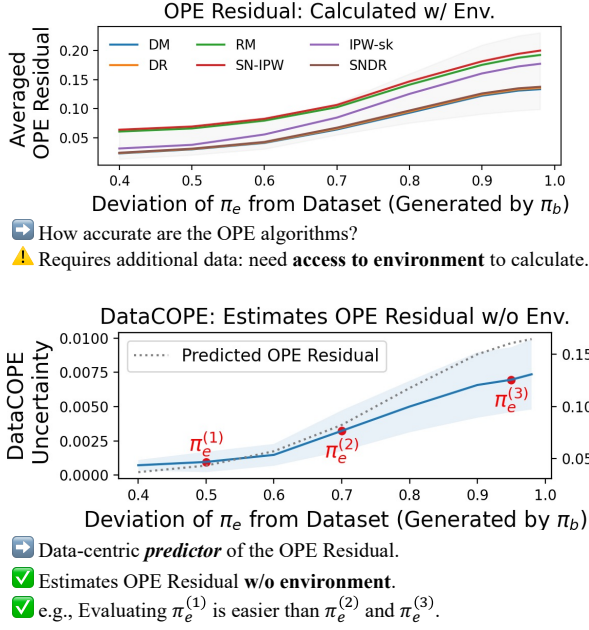 OPE Residual: Calculated w/ Env.
Averaged
OPE Residual
0.20
0.15
0.10
0.05
DM
DR
RM
SN-IPW
IPW-sk
SNDR
0.4 0.5 0.6 0.7 0.8 0.9 1.0
Deviation of πₑ from Dataset (Generated by π_b)
➡ How accurate are the OPE algorithms?
⚠ Requires additional data: need access to environment to calculate.
DataCOPE: Estimates OPE Residual w/o Env.
DataCOPE
Uncertainty
0.0100
0.0075
0.0050
0.0025
0.0000
Predicted OPE Residual
πₑ⁽¹⁾
πₑ⁽²⁾
πₑ⁽³⁾
0.15
0.10
0.05
0.4 0.5 0.6 0.7 0.8 0.9 1.0
Deviation of πₑ from Dataset (Generated by π_b)
➡ Data-centric predictor of the OPE Residual.
✅ Estimates OPE Residual w/o environment.
✅ e.g., Evaluating πₑ⁽¹⁾ is easier than πₑ⁽²⁾ and πₑ⁽³⁾.